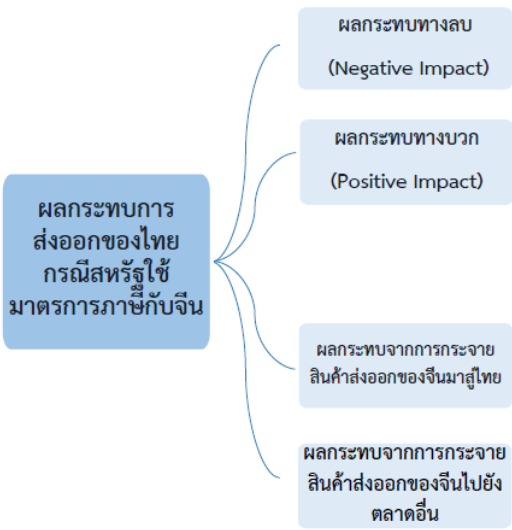 ผลกระทบทางลบ
(Negative Impact)
ผลกระทบทางบวก
(Positive Impact)
ผลกระทบการ
ส่งออกของไทย
กรณีสหรัฐใช้
มาตรการภาษีกับจีน
ผลกระทบจากการกระจาย
สินค้าส่งออกของจีนมาสู่ไทย
ผลกระทบจากการกระจาย
สินค้าส่งออกของจีนไปยัง
ตลาดอื่น